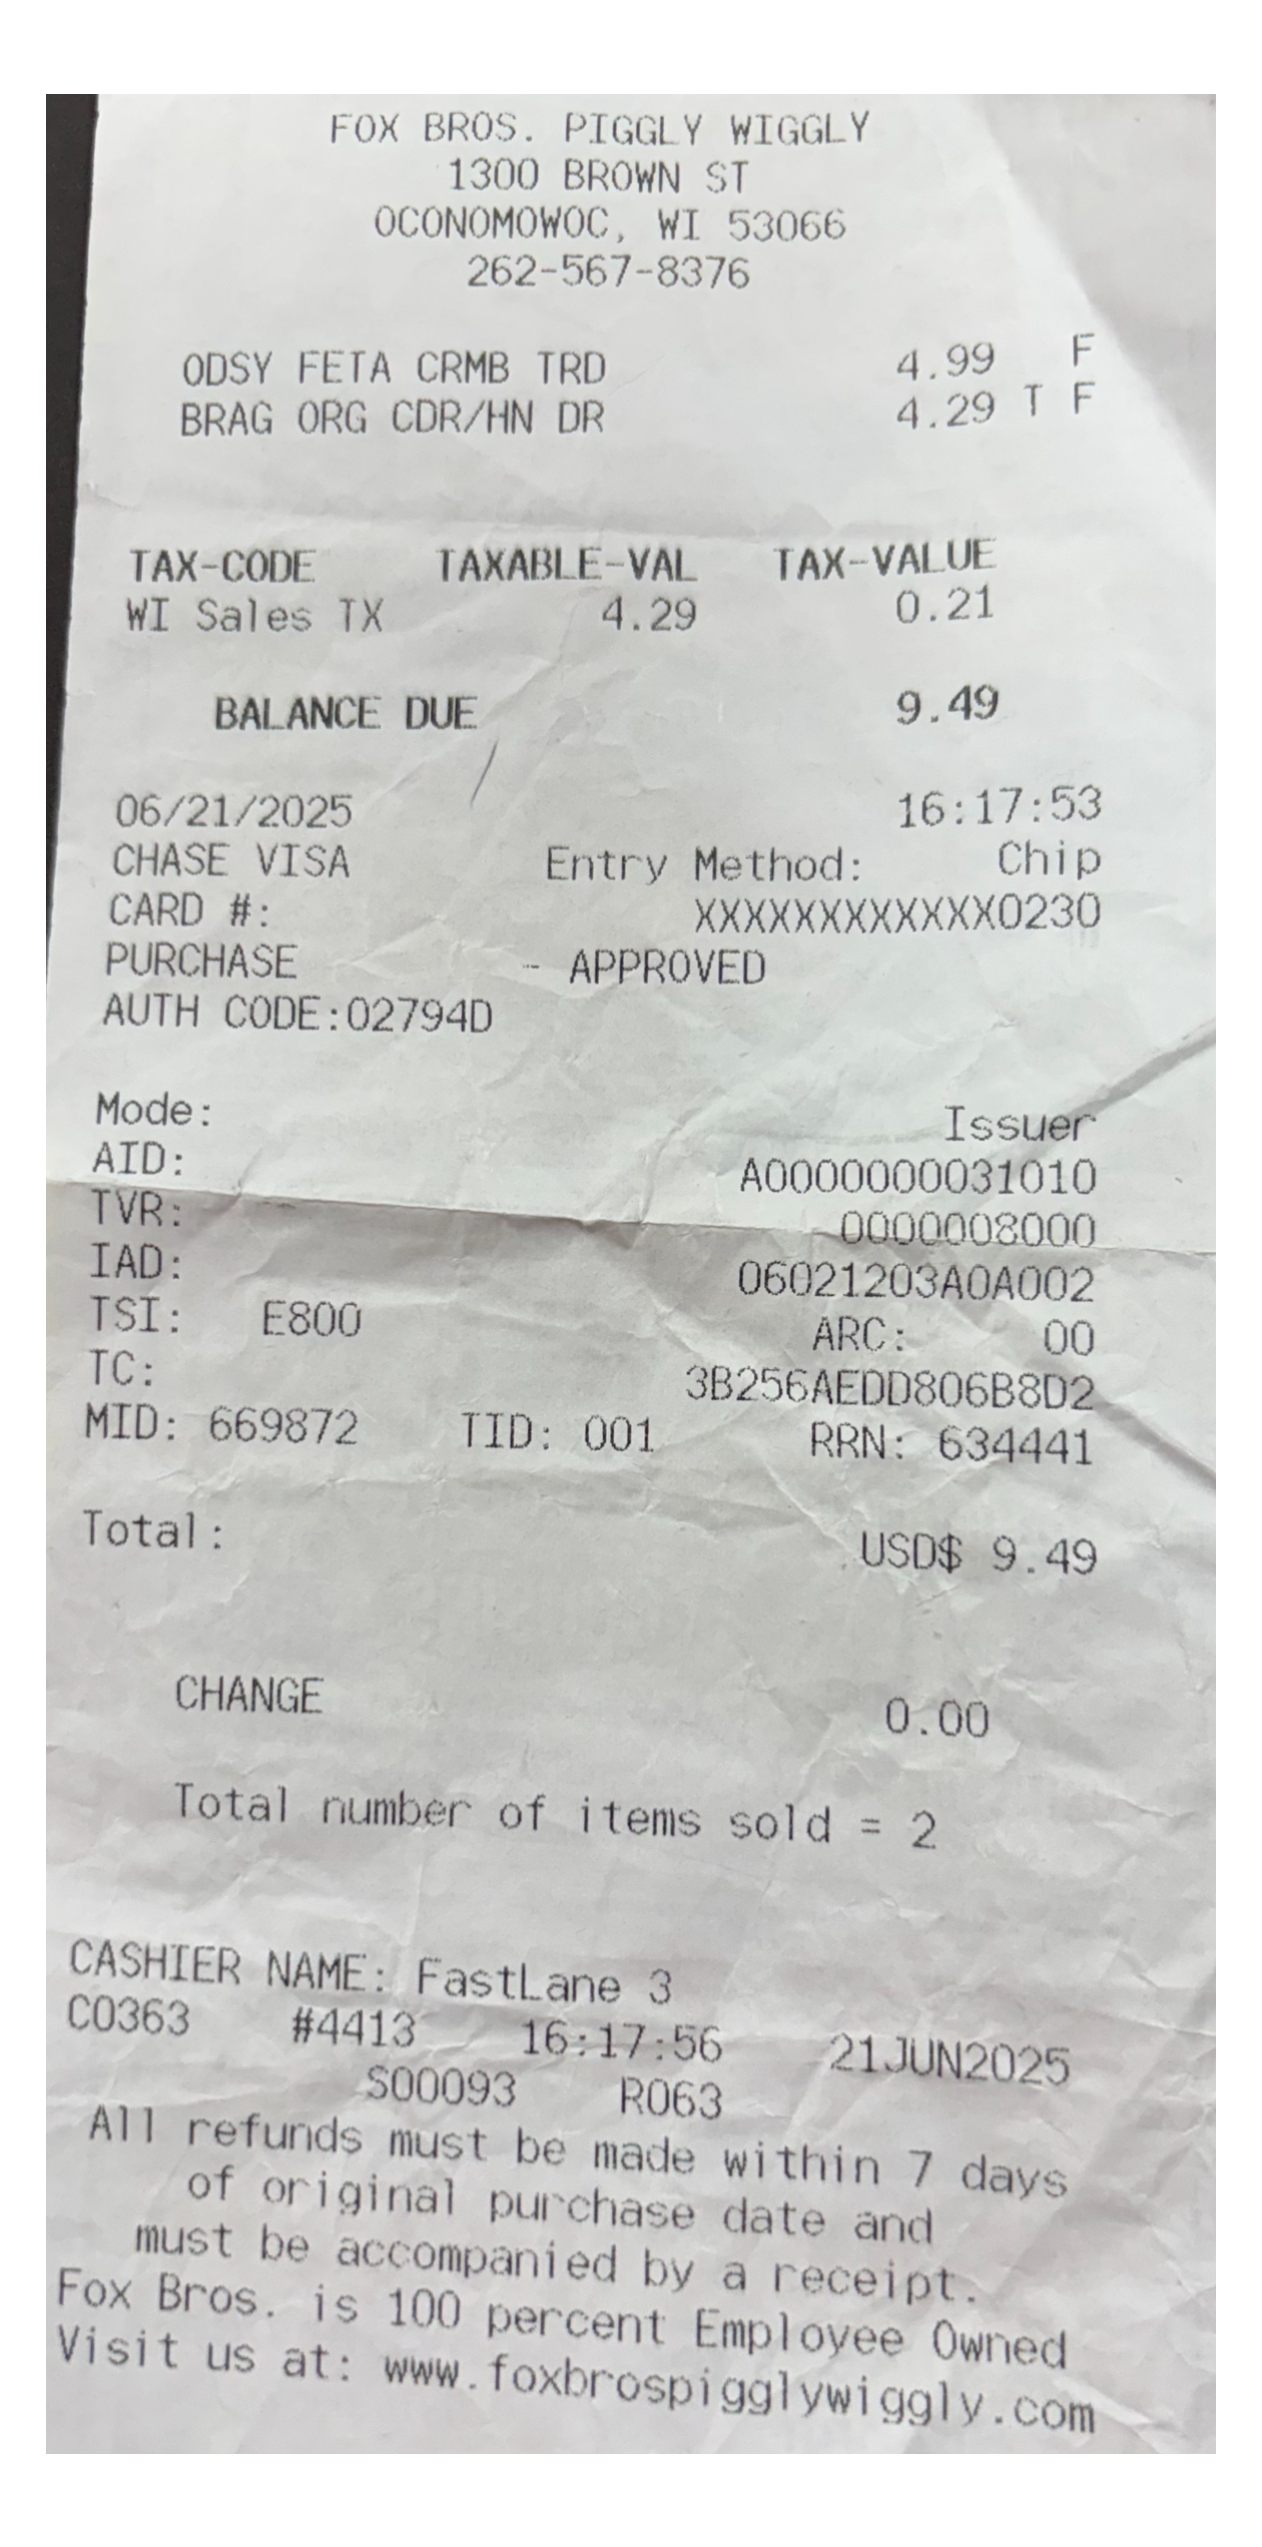 FOX BROS. PIGGLY WIGGLY
1300 BROWN ST
OCONOMOWOC, WI 53066
262-567-8376
ODSY FETA CRMB TRD 4.99 F
BRAG ORG CDR/HN DR 4.29 T F
TAX-CODE TAXABLE-VAL TAX-VALUE
WI Sales TX 4.29 0.21
BALANCE DUE 9.49
06/21/2025 16:17:53
CHASE VISA Entry Method: Chip
CARD #: XXXXXXXXXXXX0230
PURCHASE - APPROVED
AUTH CODE:02794D
Mode: Issuer
AID: A0000000031010
TVR: 0000008000
IAD: 06021203A0A002
TSI: E800 ARC: 00
TC: 3B256AEDD806B8D2
MID: 669872 TID: 001 RRN: 634441
Total: USD$ 9.49
CHANGE 0.00
Total number of items sold = 2
CASHIER NAME: FastLane 3
C0363 #4413 16:17:56 21JUN2025
S00093 R063
All refunds must be made within 7 days
of original purchase date and
must be accompanied by a receipt.
Fox Bros. is 100 percent Employee Owned
Visit us at: www.foxbrospigglywiggly.com